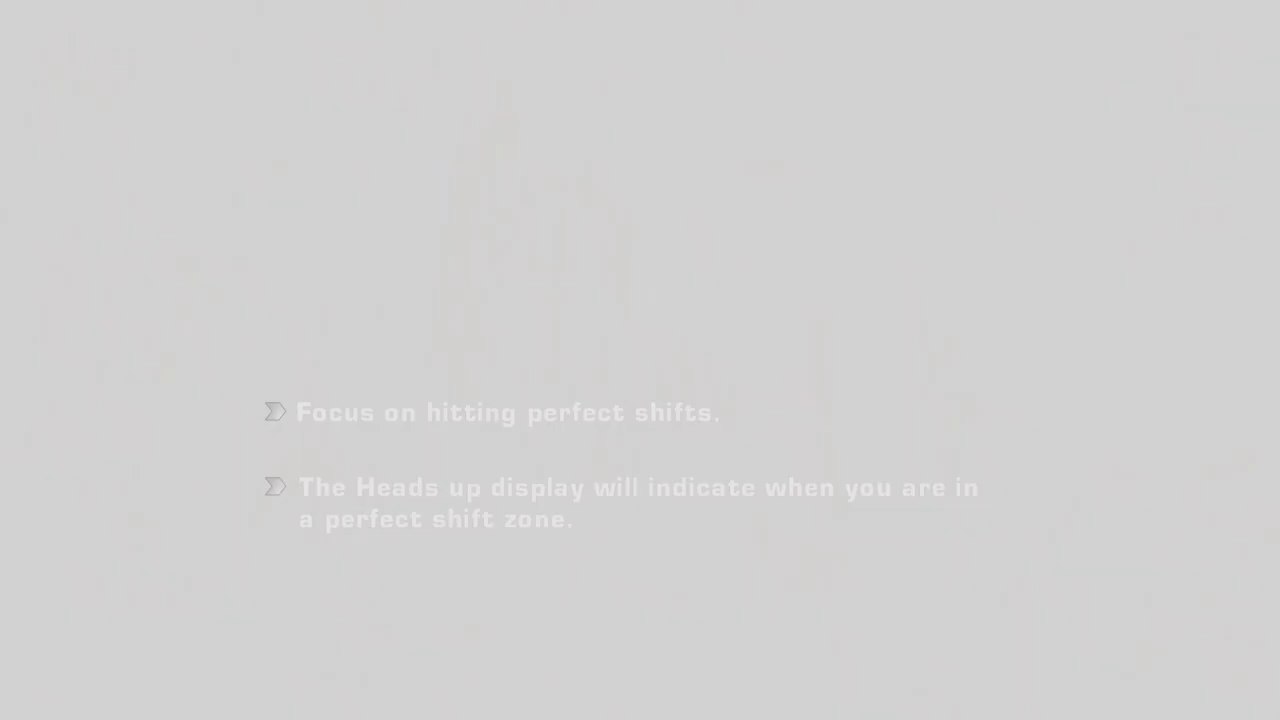 Focus on hitting perfect shifts.
The Heads up display will indicate when you are in
a perfect shift zone.